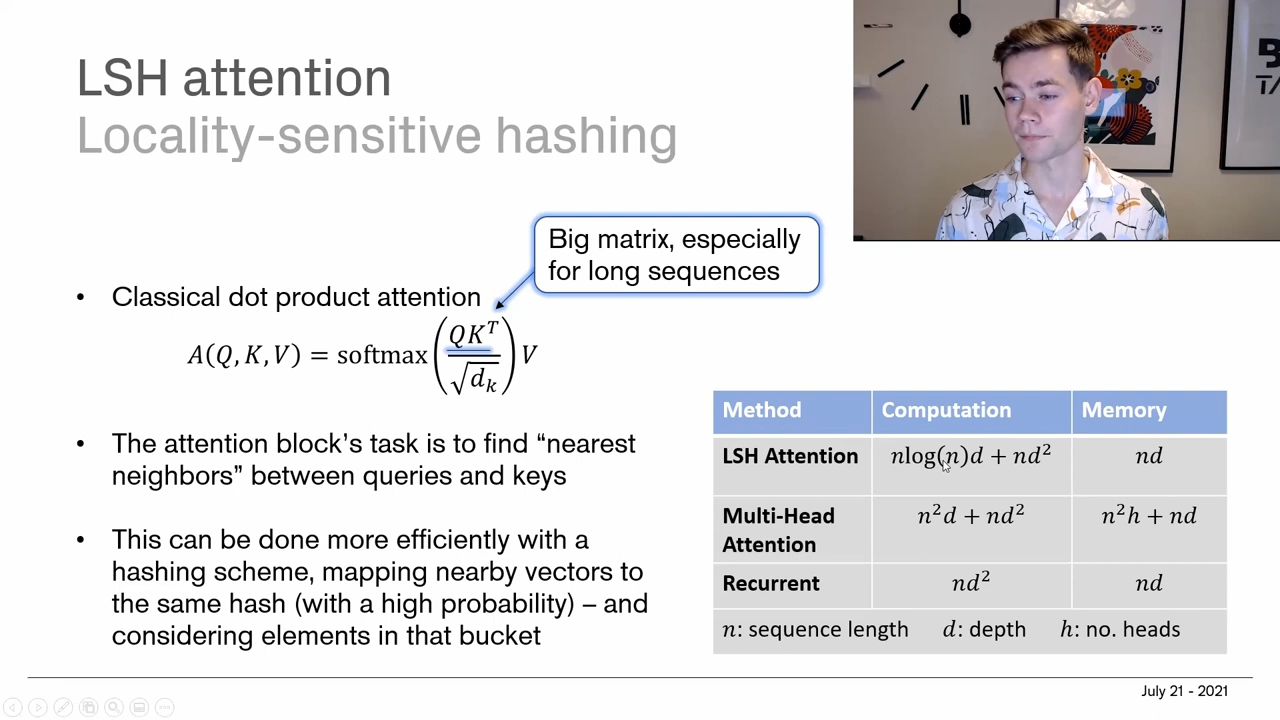 LSH attention
Locality-sensitive hashing
Big matrix, especially
for long sequences
• Classical dot product attention
A(Q, K, V) = softmax(QK^T / √d_k)V
• The attention block's task is to find “nearest
neighbors” between queries and keys
• This can be done more efficiently with a
hashing scheme, mapping nearby vectors to
the same hash (with a high probability) – and
considering elements in that bucket
Method Computation Memory
LSH Attention nlog(n)d + nd² nd
Multi-Head
Attention n²d + nd² n²h + nd
Recurrent nd² nd
n: sequence length d: depth h: no. heads
July 21 - 2021